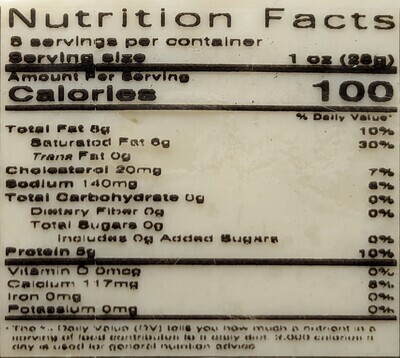 Nutrition Facts
8 servings per container
Serving size 1 oz (28g)
Amount Per Serving
Calories 100
% Daily Value*
Total Fat 8g 10%
Saturated Fat 6g 30%
Trans Fat 0g
Cholesterol 20mg 7%
Sodium 140mg 6%
Total Carbohydrate 0g 0%
Dietary Fiber 0g 0%
Total Sugars 0g
Includes 0g Added Sugars 0%
Protein 5g 10%
Vitamin D 0mcg 0%
Calcium 117mg 8%
Iron 0mg 0%
Potassium 0mg 0%
*The % Daily Value (DV) tells you how much a nutrient in a
serving of food contributes to a daily diet. 2,000 calories a
day is used for general nutrition advice.